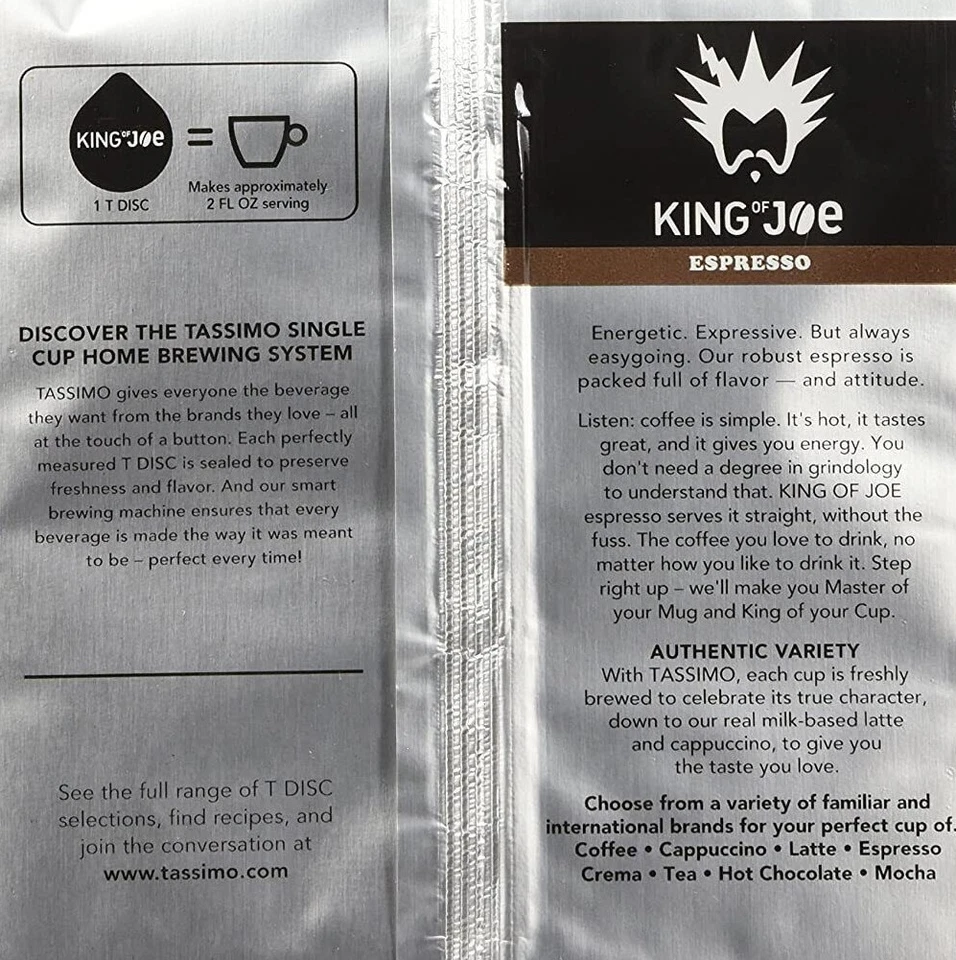 KING OF JOE
=
1 T DISC
Makes approximately
2 FL OZ serving
DISCOVER THE TASSIMO SINGLE
CUP HOME BREWING SYSTEM
TASSIMO gives everyone the beverage
they want from the brands they love – all
at the touch of a button. Each perfectly
measured T DISC is sealed to preserve
freshness and flavor. And our smart
brewing machine ensures that every
beverage is made the way it was meant
to be – perfect every time!
See the full range of T DISC
selections, find recipes, and
join the conversation at
www.tassimo.com
KING OF JOE
ESPRESSO
Energetic. Expressive. But always
easygoing. Our robust espresso is
packed full of flavor — and attitude.
Listen: coffee is simple. It's hot, it tastes
great, and it gives you energy. You
don't need a degree in grindology
to understand that. KING OF JOE
espresso serves it straight, without the
fuss. The coffee you love to drink, no
matter how you like to drink it. Step
right up – we'll make you Master of
your Mug and King of your Cup.
AUTHENTIC VARIETY
With TASSIMO, each cup is freshly
brewed to celebrate its true character,
down to our real milk-based latte
and cappuccino, to give you
the taste you love.
Choose from a variety of familiar and
international brands for your perfect cup of.
Coffee • Cappuccino • Latte • Espresso
Crema • Tea • Hot Chocolate • Mocha